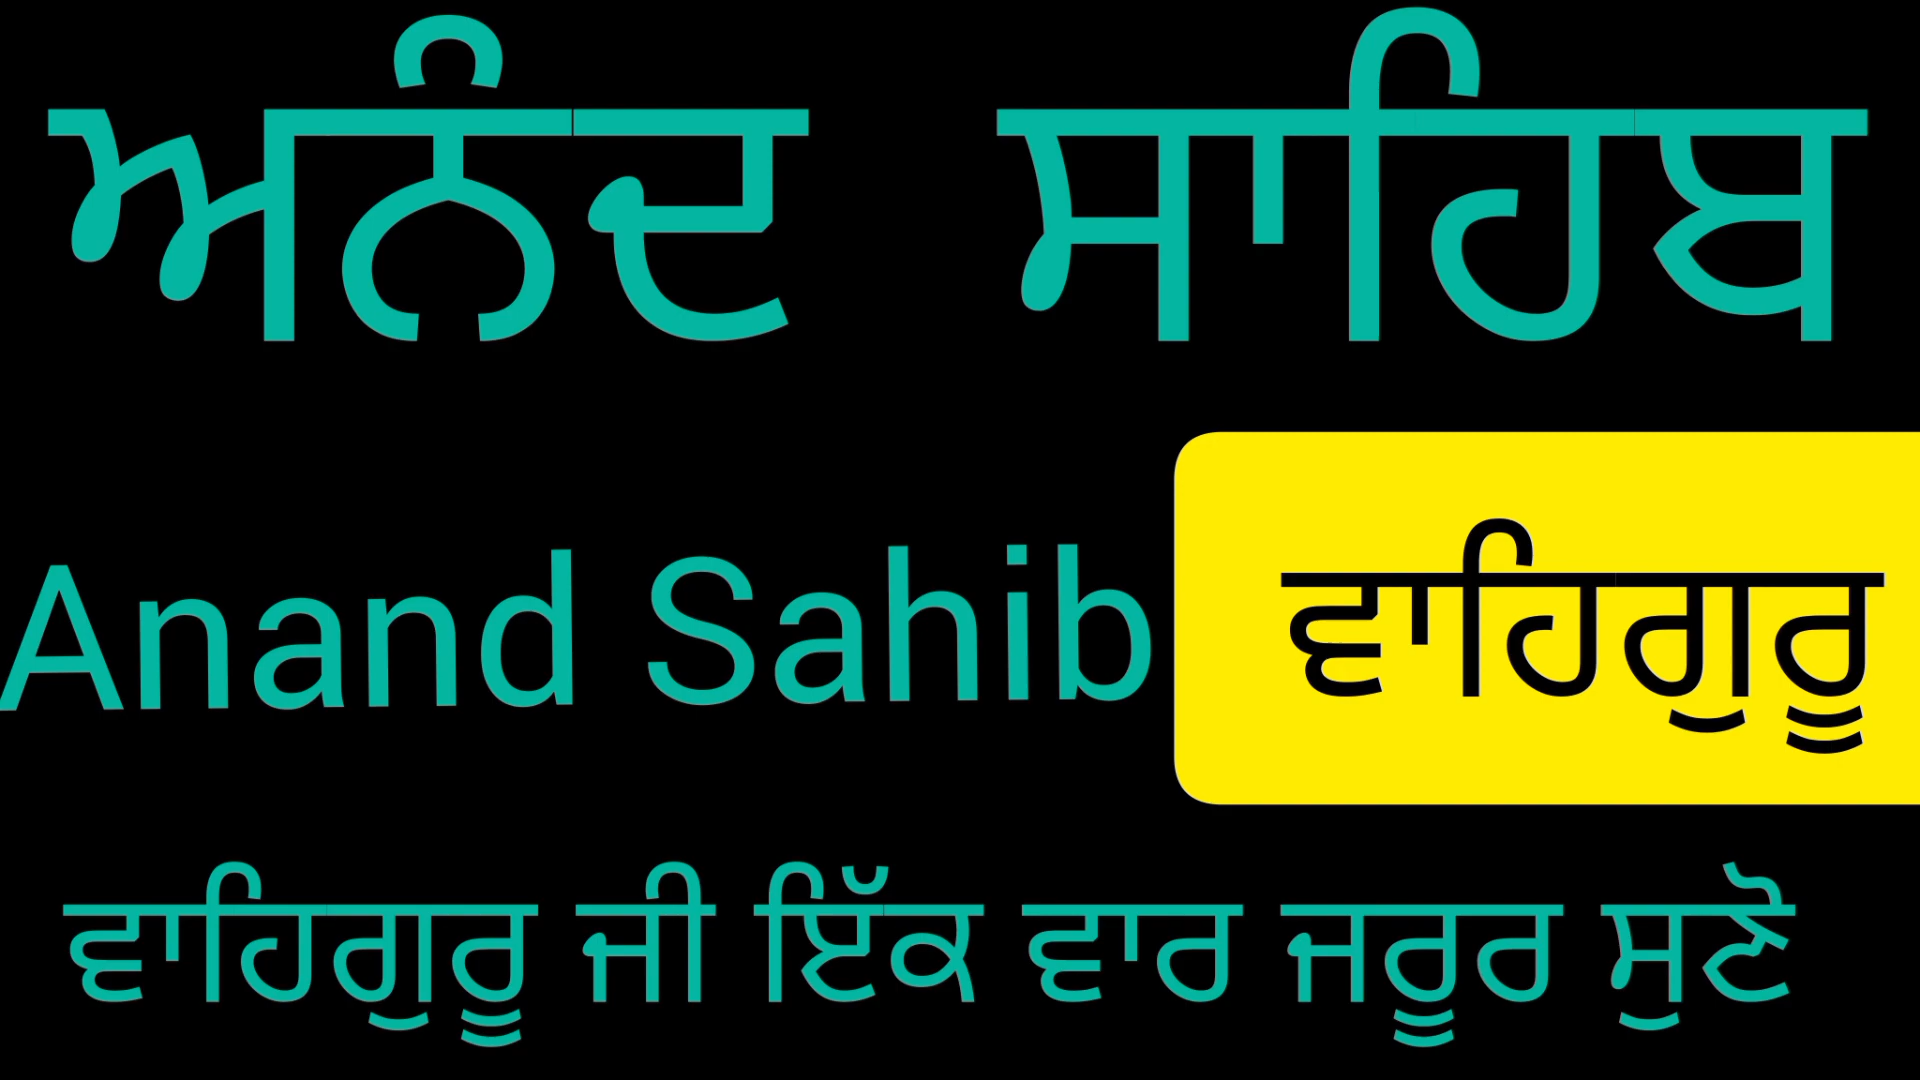 ਅਨੰਦ ਸਾਹਿਬ
Anand Sahib
ਵਾਹਿਗੁਰੂ
ਵਾਹਿਗੁਰੂ ਜੀ ਇੱਕ ਵਾਰ ਜਰੂਰ ਸੁਣੋ